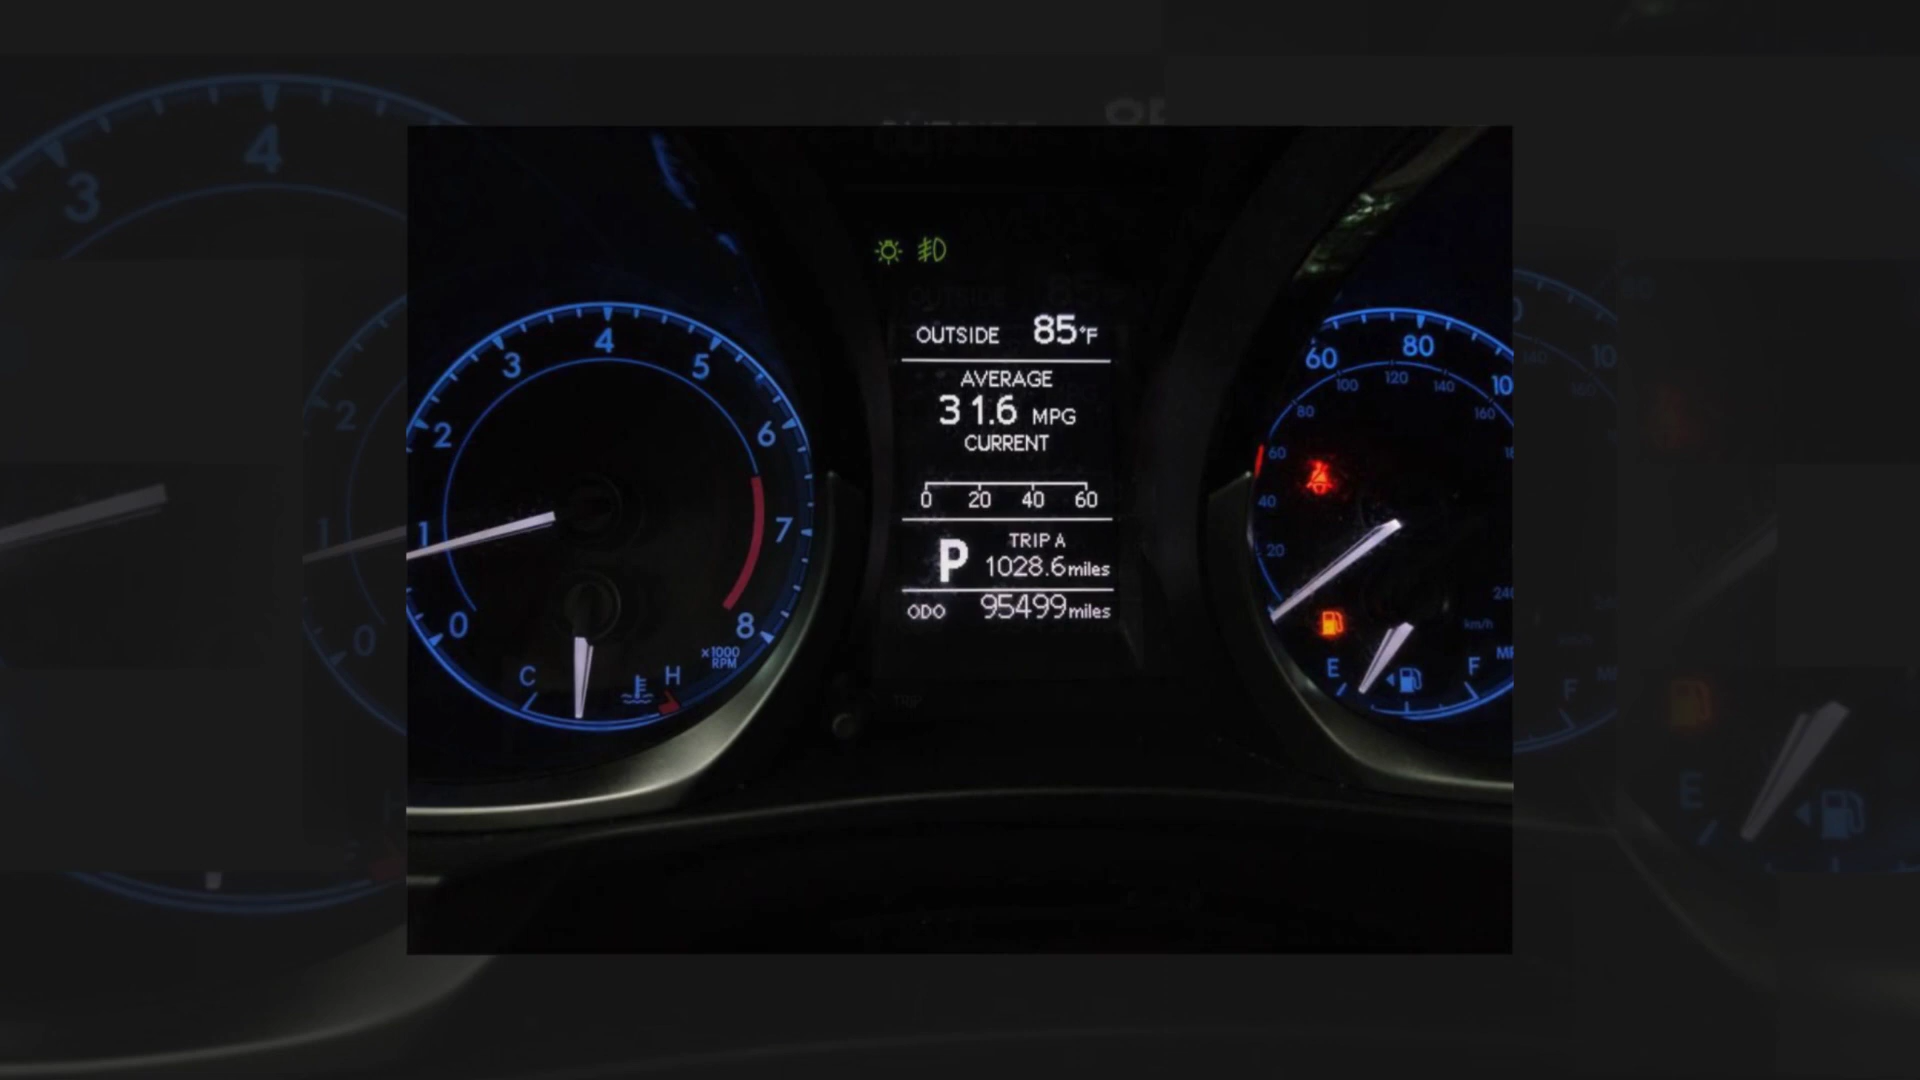 OUTSIDE 85°F
AVERAGE
31.6 MPG
CURRENT
0 20 40 60
P
TRIP A
1028.6 miles
ODO 95499 miles
0 1 2 3 4 5 6 7 8
x1000
RPM
C H
60 80
20 40 60 80 100 120 140 160
km/h
E F